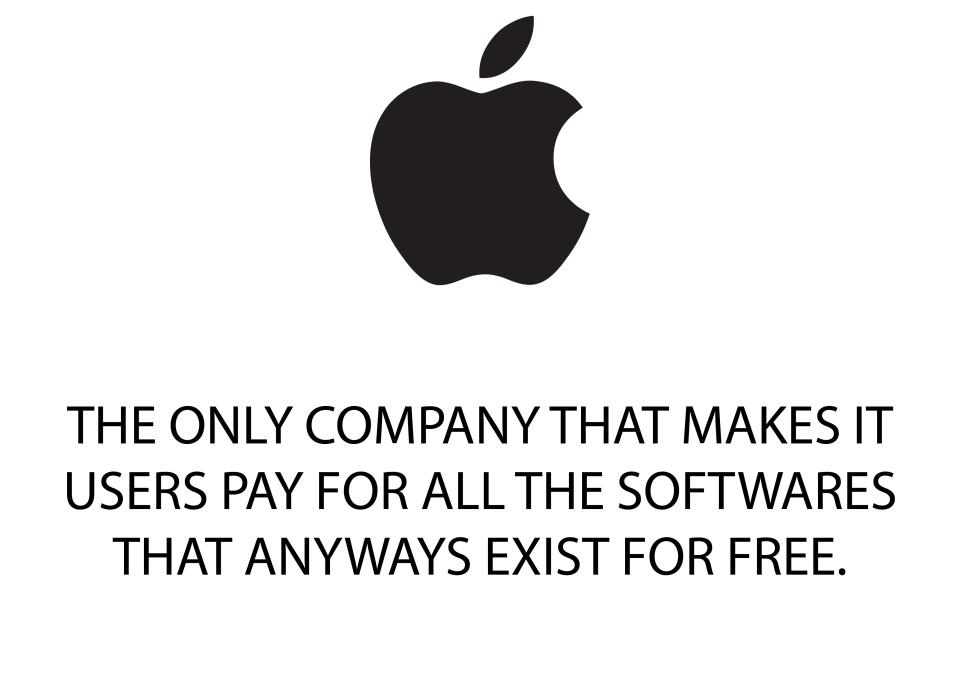 THE ONLY COMPANY THAT MAKES IT
USERS PAY FOR ALL THE SOFTWARES
THAT ANYWAYS EXIST FOR FREE.